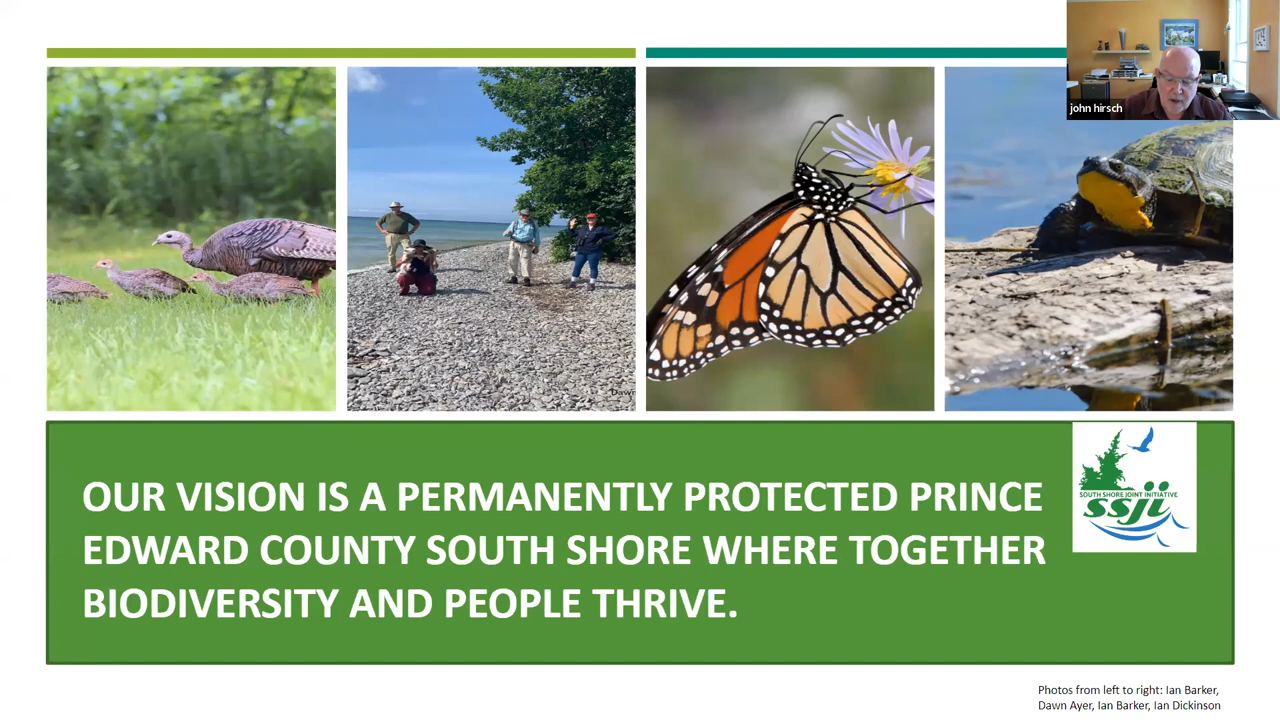 john hirsch
Dawn
OUR VISION IS A PERMANENTLY PROTECTED PRINCE
EDWARD COUNTY SOUTH SHORE WHERE TOGETHER
BIODIVERSITY AND PEOPLE THRIVE.
SOUTH SHORE JOINT INITIATIVE
ssji
Photos from left to right: Ian Barker,
Dawn Ayer, Ian Barker, Ian Dickinson